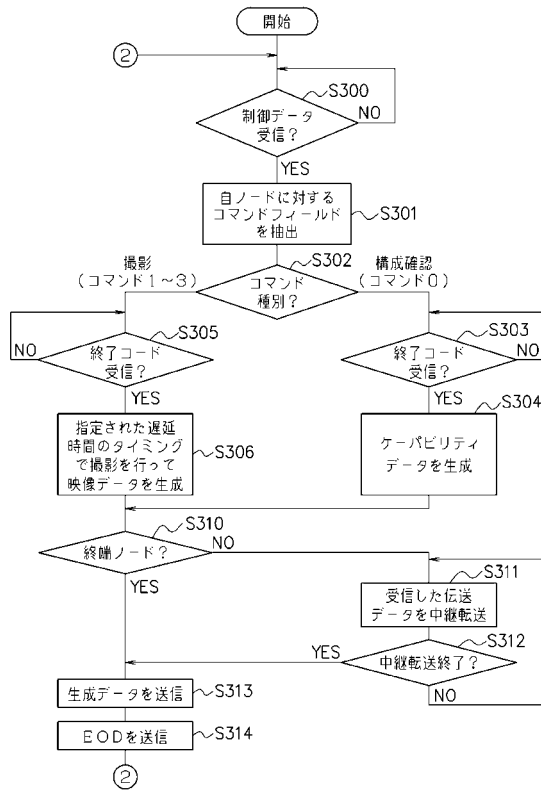 開始
②
S300
制御データ
受信？
NO
YES
自ノードに対する
コマンドフィールド
を抽出
S301
S302
撮影
（コマンド１～３）
コマンド
種別？
構成確認
（コマンド０）
S305
終了コード
受信？
NO
YES
S303
終了コード
受信？
NO
YES
指定された遅延
時間のタイミング
で撮影を行って
映像データを生成
S306
S304
ケーパビリティ
データを生成
S310
終端ノード？
NO
YES
S311
受信した伝送
データを中継転送
S312
中継転送終了？
YES
NO
生成データを送信
S313
ＥＯＤを送信
S314
②